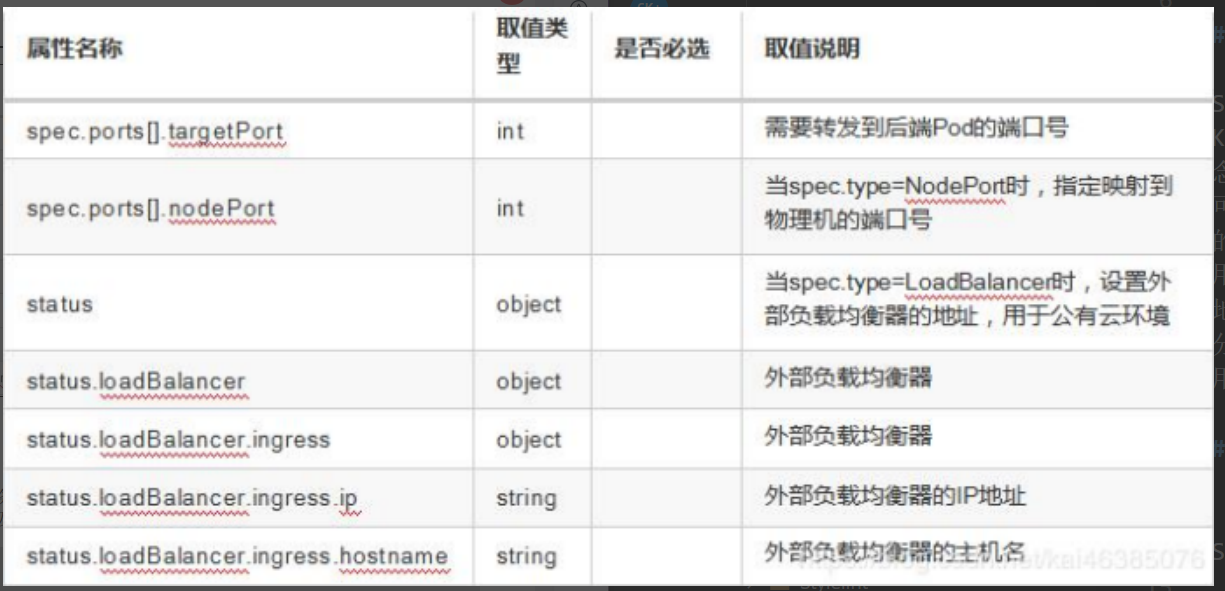 属性名称 取值类型 是否必选 取值说明
spec.ports[].targetPort int 需要转发到后端Pod的端口号
spec.ports[].nodePort int 当spec.type=NodePort时，指定映射到
物理机的端口号
status object 当spec.type=LoadBalancer时，设置外
部负载均衡器的地址，用于公有云环境
status.loadBalancer object 外部负载均衡器
status.loadBalancer.ingress object 外部负载均衡器
status.loadBalancer.ingress.ip string 外部负载均衡器的IP地址
status.loadBalancer.ingress.hostname string 外部负载均衡器的主机名
https://blog.csdn.net/kai46385076